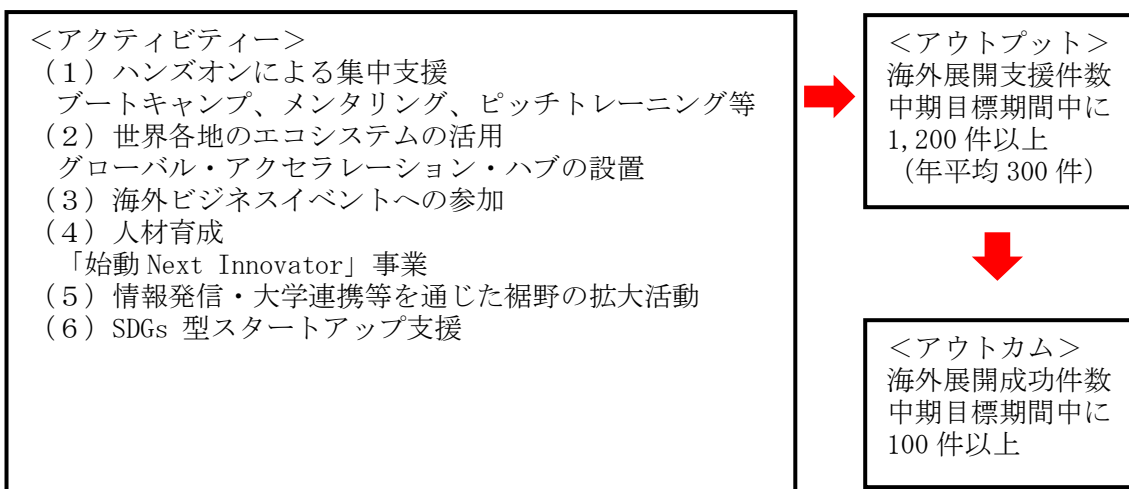 ＜アクティビティー＞
（１）ハンズオンによる集中支援
ブートキャンプ、メンタリング、ピッチトレーニング等
（２）世界各地のエコシステムの活用
グローバル・アクセラレーション・ハブの設置
（３）海外ビジネスイベントへの参加
（４）人材育成
「始動 Next Innovator」事業
（５）情報発信・大学連携等を通じた裾野の拡大活動
（６）SDGs 型スタートアップ支援
＜アウトプット＞
海外展開支援件数
中期目標期間中に
1,200 件以上
（年平均 300 件）
＜アウトカム＞
海外展開成功件数
中期目標期間中に
100 件以上